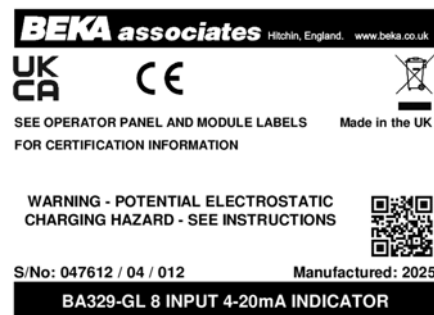 BEKA associates Hitchin, England. www.beka.co.uk
UK
CA
CE
SEE OPERATOR PANEL AND MODULE LABELS Made in the UK
FOR CERTIFICATION INFORMATION
WARNING - POTENTIAL ELECTROSTATIC
CHARGING HAZARD - SEE INSTRUCTIONS
S/No: 047612 / 04 / 012 Manufactured: 2025
BA329-GL 8 INPUT 4-20mA INDICATOR